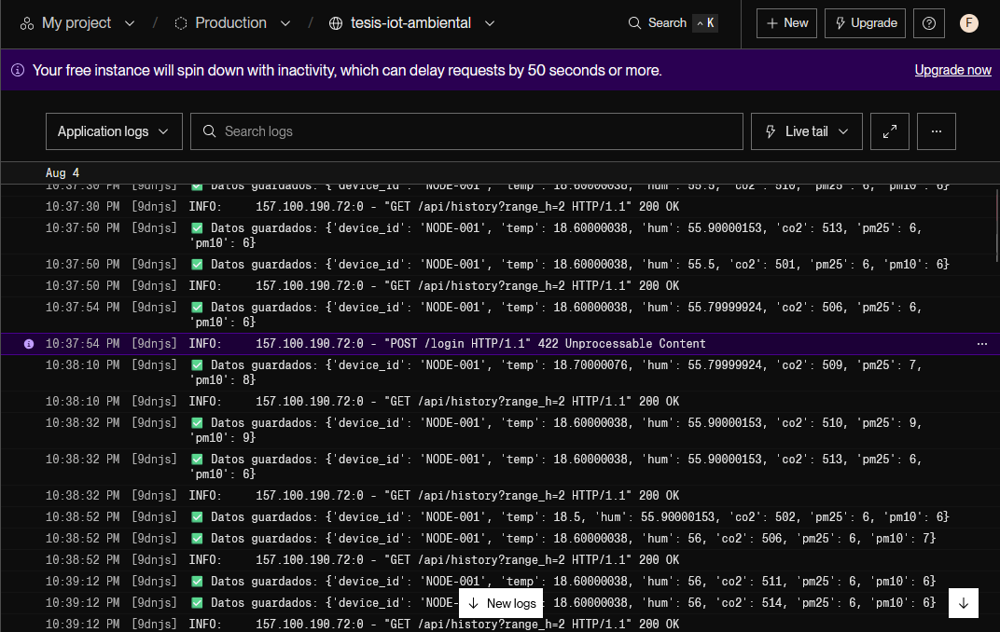 My project / Production / tesis-iot-ambiental Search ^ K + New Upgrade F
Your free instance will spin down with inactivity, which can delay requests by 50 seconds or more. Upgrade now
Application logs Search logs Live tail ...
Aug 4
10:37:30 PM [9dnjs] ✅ Datos guardados: {'device_id': 'NODE-001', 'temp': 18.60000038, 'hum': 55.5, 'co2': 510, 'pm25': 6, 'pm10': 6}
10:37:30 PM [9dnjs] INFO: 157.100.190.72:0 - "GET /api/history?range_h=2 HTTP/1.1" 200 OK
10:37:50 PM [9dnjs] ✅ Datos guardados: {'device_id': 'NODE-001', 'temp': 18.60000038, 'hum': 55.90000153, 'co2': 513, 'pm25': 6,
'pm10': 6}
10:37:50 PM [9dnjs] ✅ Datos guardados: {'device_id': 'NODE-001', 'temp': 18.60000038, 'hum': 55.5, 'co2': 501, 'pm25': 6, 'pm10': 6}
10:37:50 PM [9dnjs] INFO: 157.100.190.72:0 - "GET /api/history?range_h=2 HTTP/1.1" 200 OK
10:37:54 PM [9dnjs] ✅ Datos guardados: {'device_id': 'NODE-001', 'temp': 18.60000038, 'hum': 55.79999924, 'co2': 506, 'pm25': 6,
'pm10': 6}
10:37:54 PM [9dnjs] INFO: 157.100.190.72:0 - "POST /login HTTP/1.1" 422 Unprocessable Content ...
10:38:10 PM [9dnjs] ✅ Datos guardados: {'device_id': 'NODE-001', 'temp': 18.70000076, 'hum': 55.79999924, 'co2': 509, 'pm25': 7,
'pm10': 8}
10:38:10 PM [9dnjs] INFO: 157.100.190.72:0 - "GET /api/history?range_h=2 HTTP/1.1" 200 OK
10:38:32 PM [9dnjs] ✅ Datos guardados: {'device_id': 'NODE-001', 'temp': 18.60000038, 'hum': 55.90000153, 'co2': 510, 'pm25': 9,
'pm10': 9}
10:38:32 PM [9dnjs] ✅ Datos guardados: {'device_id': 'NODE-001', 'temp': 18.60000038, 'hum': 55.90000153, 'co2': 513, 'pm25': 6,
'pm10': 6}
10:38:32 PM [9dnjs] INFO: 157.100.190.72:0 - "GET /api/history?range_h=2 HTTP/1.1" 200 OK
10:38:52 PM [9dnjs] ✅ Datos guardados: {'device_id': 'NODE-001', 'temp': 18.5, 'hum': 55.90000153, 'co2': 502, 'pm25': 6, 'pm10': 6}
10:38:52 PM [9dnjs] ✅ Datos guardados: {'device_id': 'NODE-001', 'temp': 18.60000038, 'hum': 56, 'co2': 506, 'pm25': 6, 'pm10': 7}
10:38:52 PM [9dnjs] INFO: 157.100.190.72:0 - "GET /api/history?range_h=2 HTTP/1.1" 200 OK
10:39:12 PM [9dnjs] ✅ Datos guardados: {'device_id': 'NODE-001', 'temp': 18.60000038, 'hum': 56, 'co2': 511, 'pm25': 6, 'pm10': 6}
10:39:12 PM [9dnjs] ✅ Datos guardados: {'device_id': 'NODE- 18.60000038, 'hum': 56, 'co2': 514, 'pm25': 6, 'pm10': 6}
↓ New logs ↓
10:39:12 PM [9dnjs] INFO: 157.100.190.72:0 - "GET /api/history?range_h=2 HTTP/1.1" 200 OK